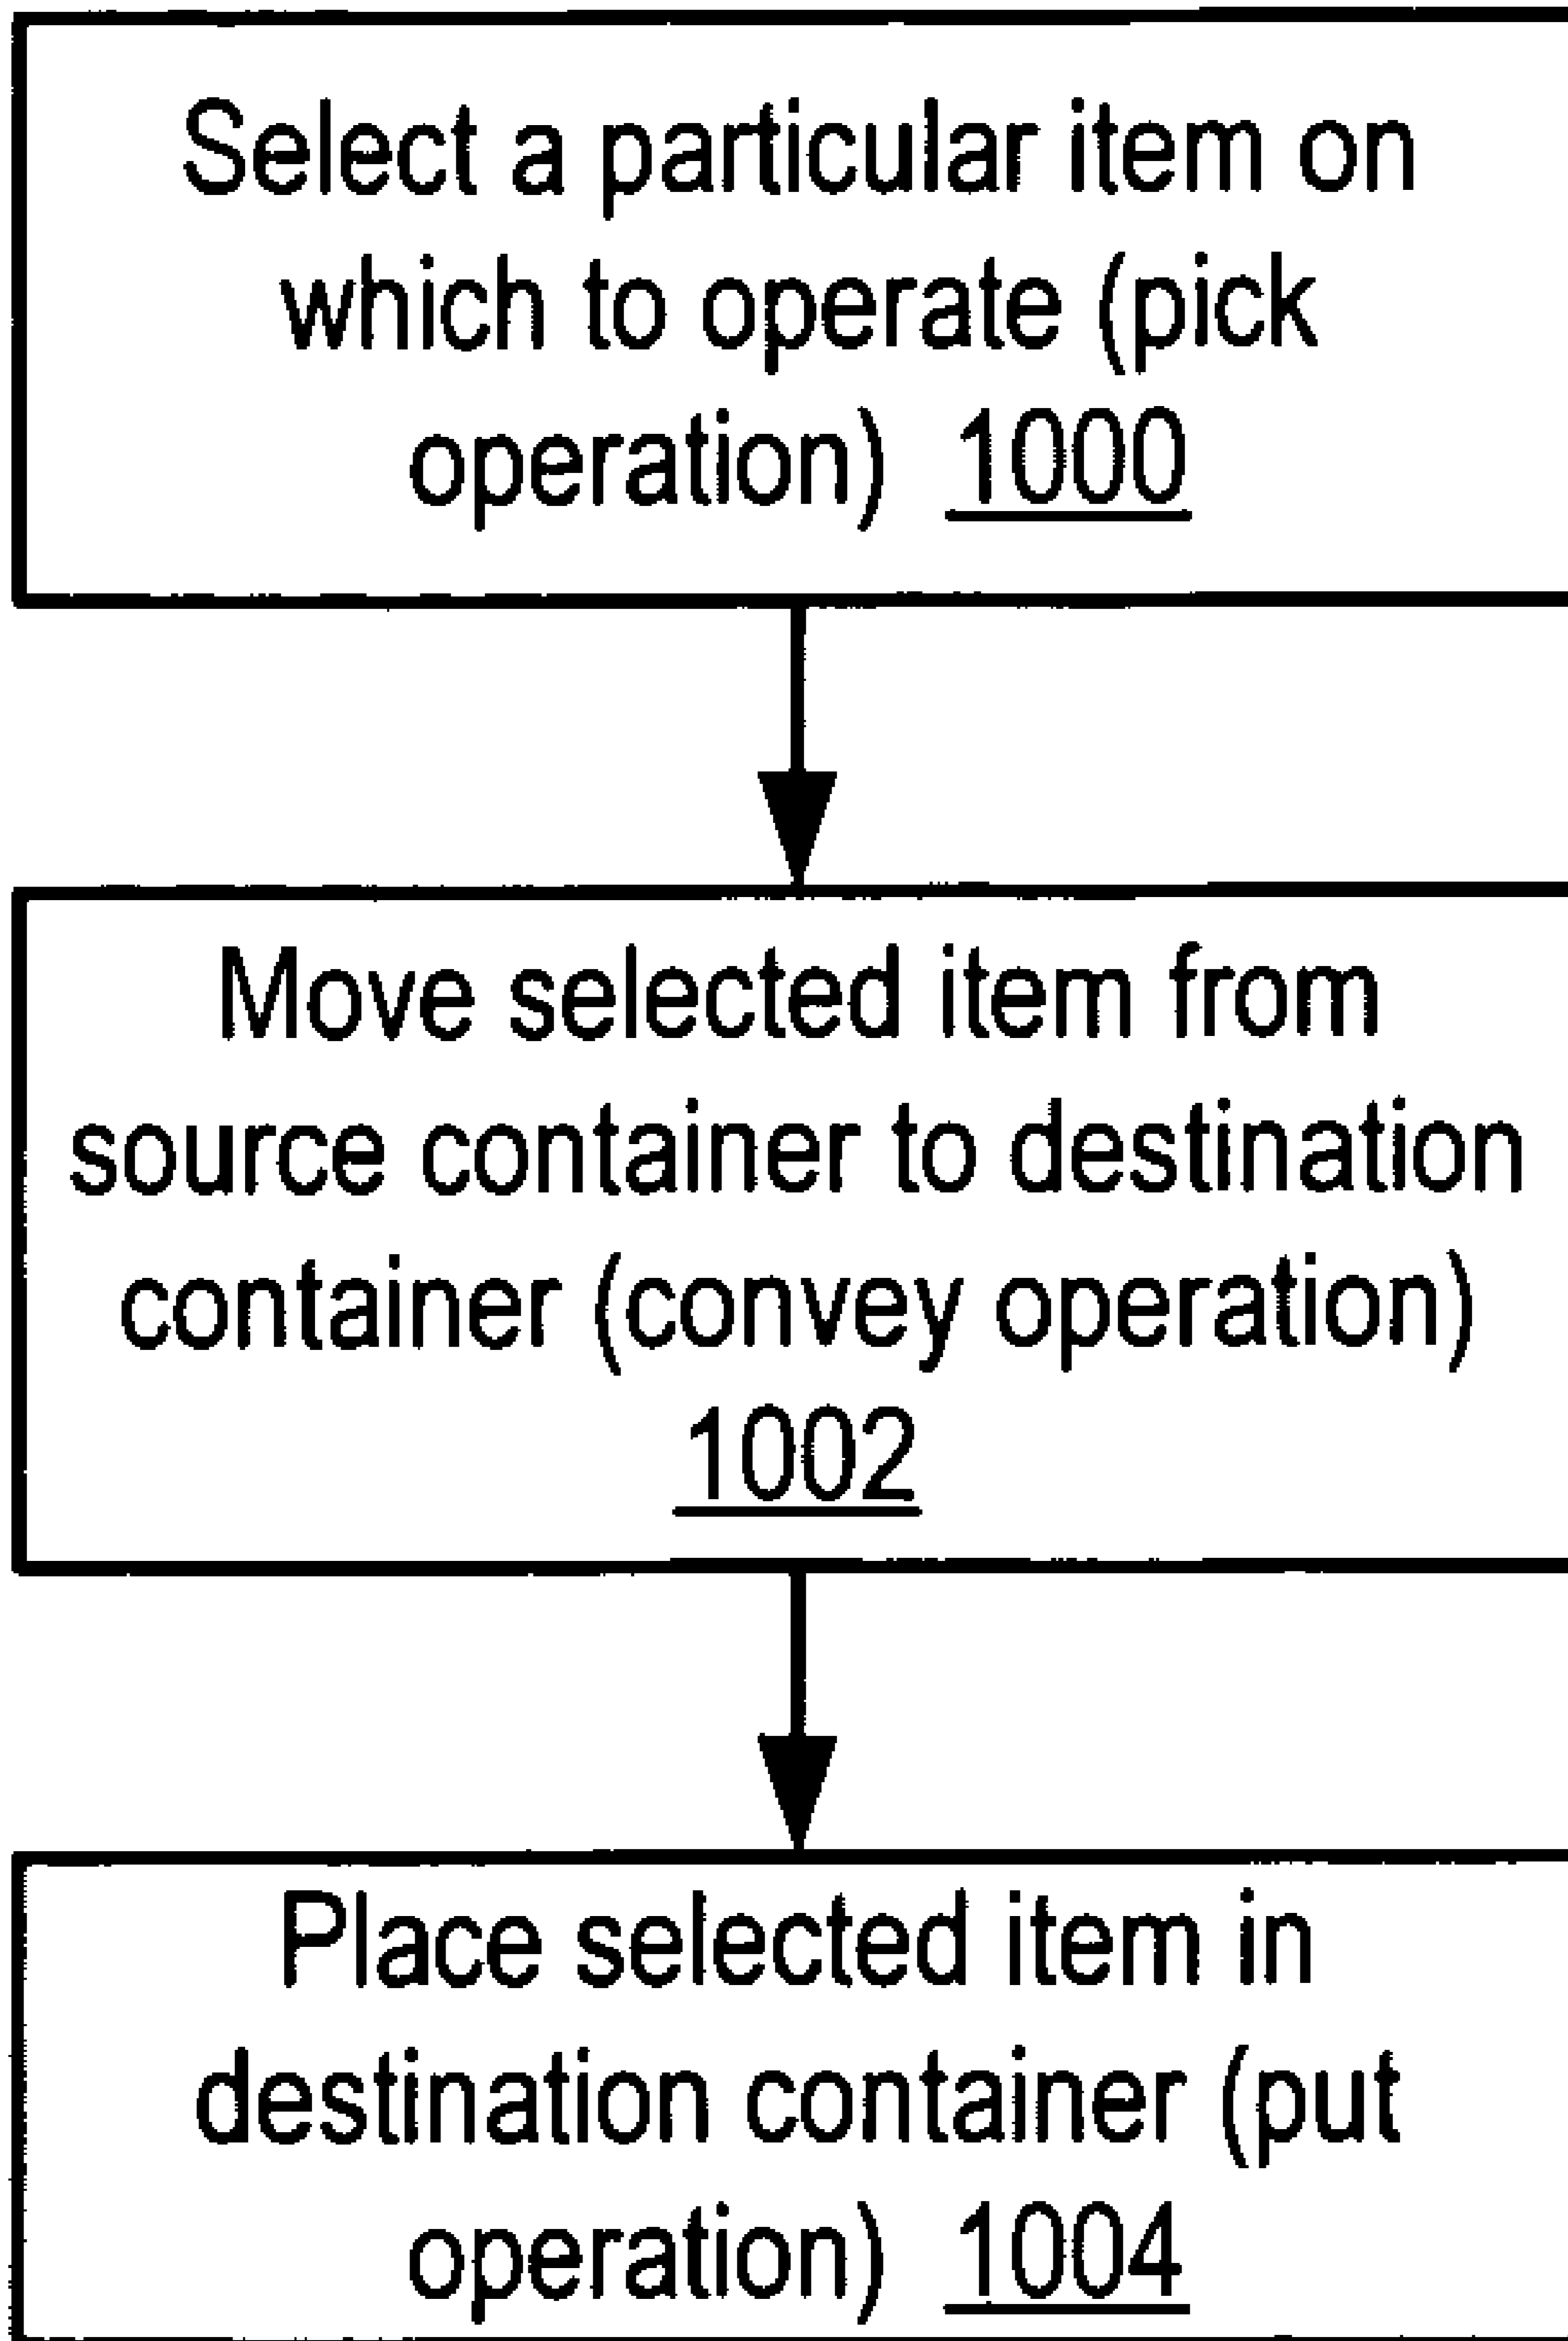 Select a particular item on
which to operate (pick
operation) 1000
Move selected item from
source container to destination
container (convey operation)
1002
Place selected item in
destination container (put
operation) 1004